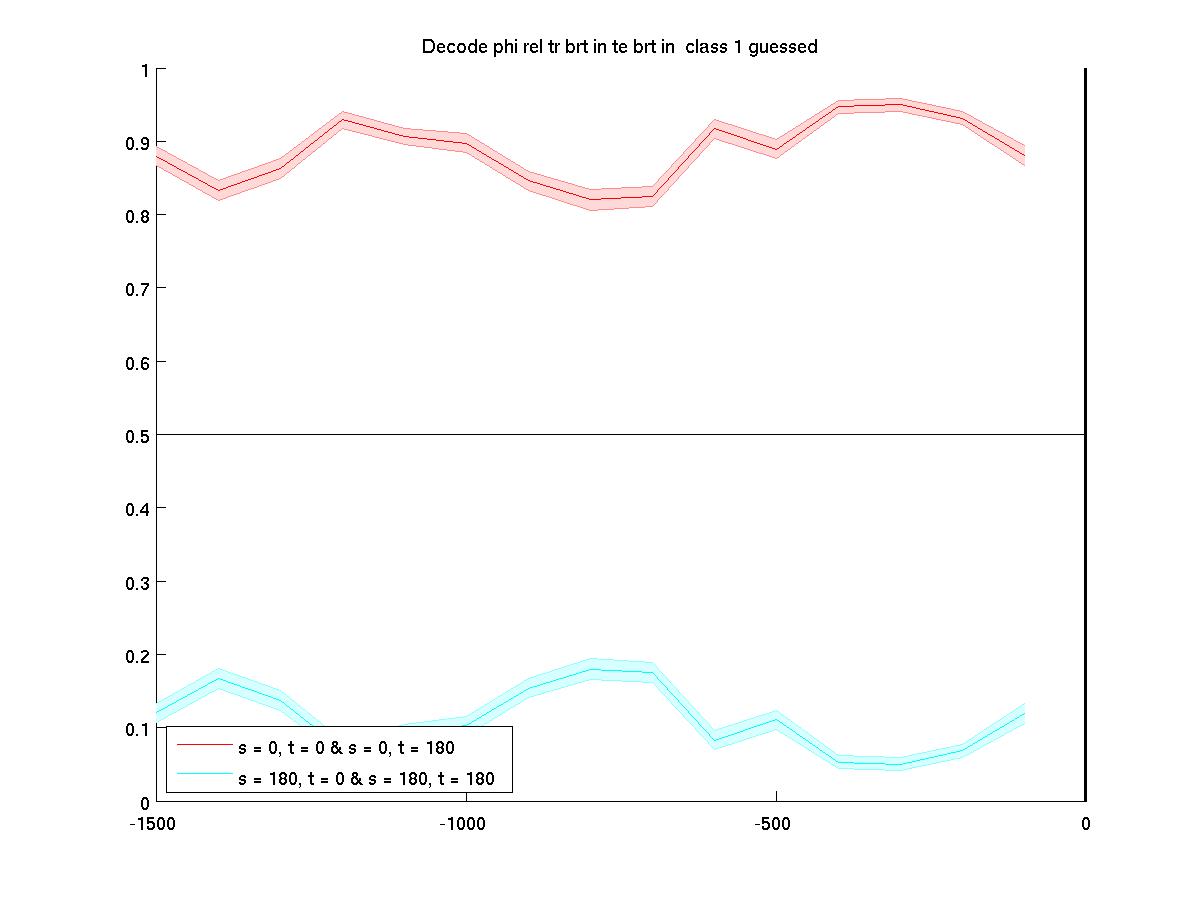 Decode phi rel tr brt in te brt in  class 1 guessed
1
0.9
0.8
0.7
0.6
0.5
0.4
0.3
0.2
0.1
0
s = 0, t = 0 & s = 0, t = 180
s = 180, t = 0 & s = 180, t = 180
-1500 -1000 -500 0